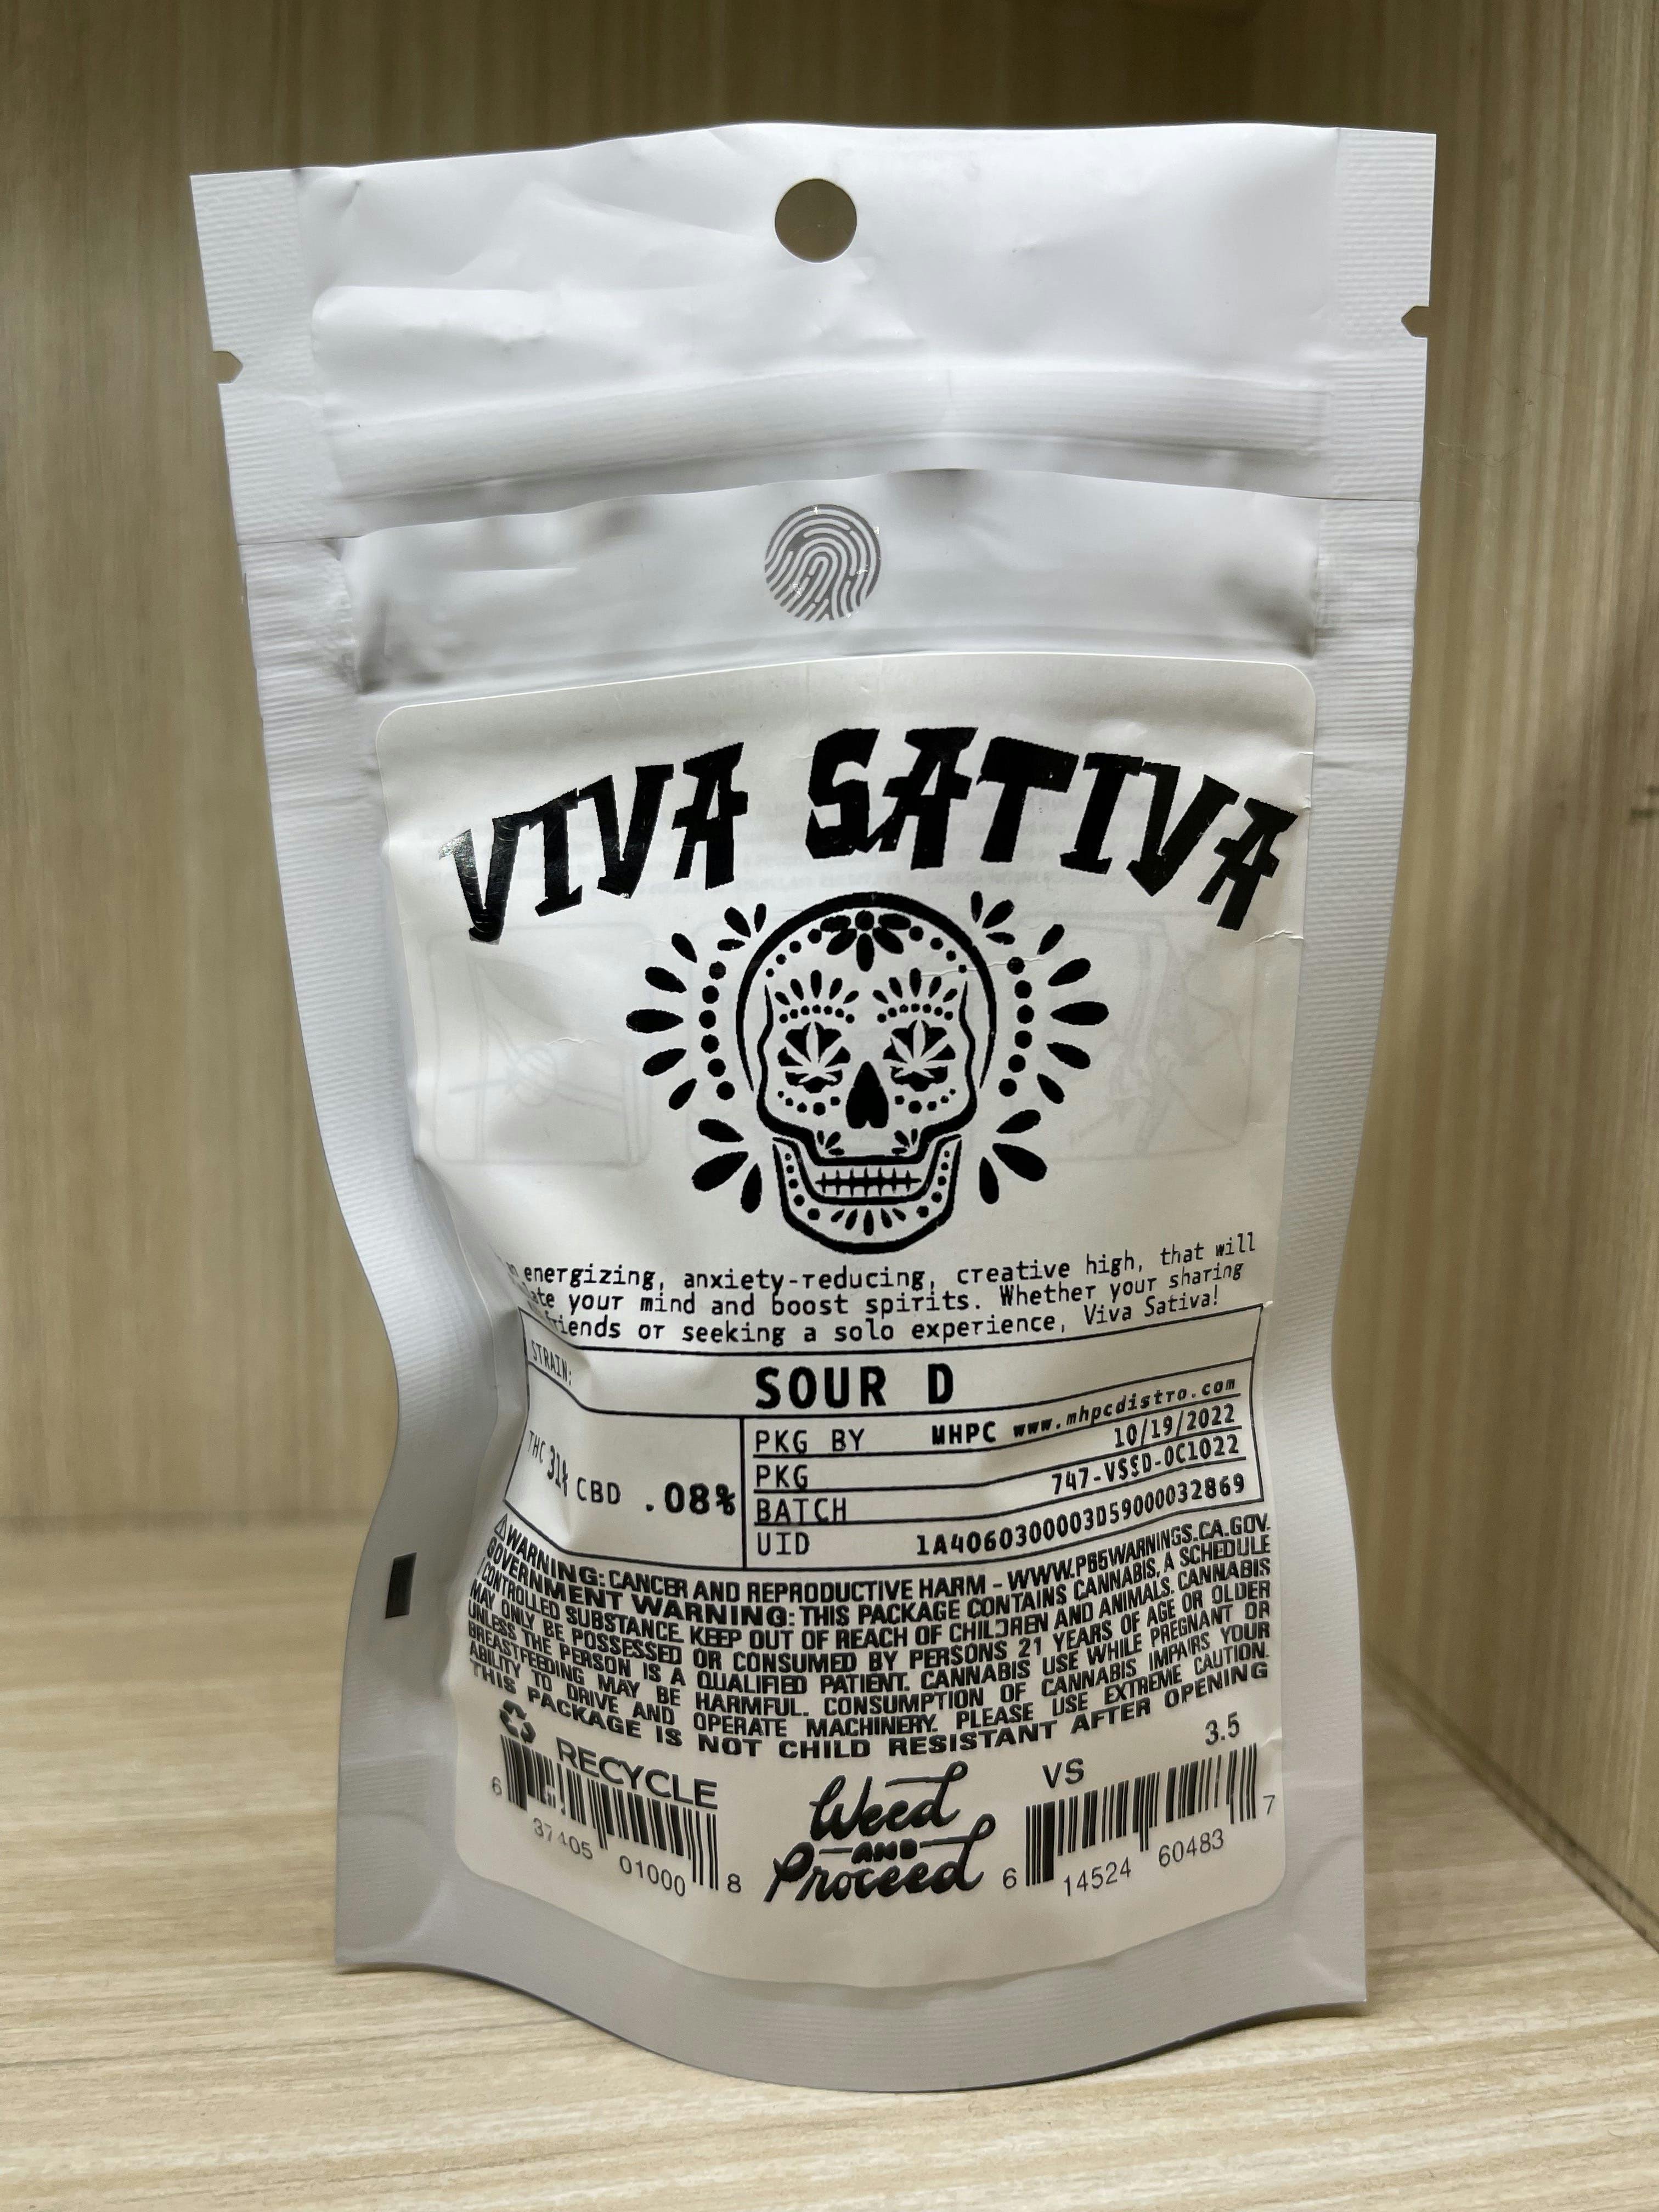 VIVA SATIVA
energizing, anxiety-reducing, creative high, that will
your mind and boost spirits. Whether your sharing
friends or seeking a solo experience, Viva Sativa!
STRAIN:
SOUR D
THC 31% CBD .08%
PKG BY MHPC www.mhpcdistro.com
PKG 10/19/2022
BATCH 747-VSSD-OC1022
UID 1A4060300003D59000032869
⚠WARNING: CANCER AND REPRODUCTIVE HARM - WWW.P65WARNINGS.CA.GOV.
GOVERNMENT WARNING: THIS PACKAGE CONTAINS CANNABIS, A SCHEDULE
I CONTROLLED SUBSTANCE. KEEP OUT OF REACH OF CHILDREN AND ANIMALS. CANNABIS
MAY ONLY BE POSSESSED OR CONSUMED BY PERSONS 21 YEARS OF AGE OR OLDER
UNLESS THE PERSON IS A QUALIFIED PATIENT. CANNABIS USE WHILE PREGNANT OR
BREASTFEEDING MAY BE HARMFUL. CONSUMPTION OF CANNABIS IMPAIRS YOUR
ABILITY TO DRIVE AND OPERATE MACHINERY. PLEASE USE EXTREME CAUTION.
THIS PACKAGE IS NOT CHILD RESISTANT AFTER OPENING
RECYCLE
6 37405 01000 8
Weed
AND
Proceed
VS 3.5
6 14524 60483 7